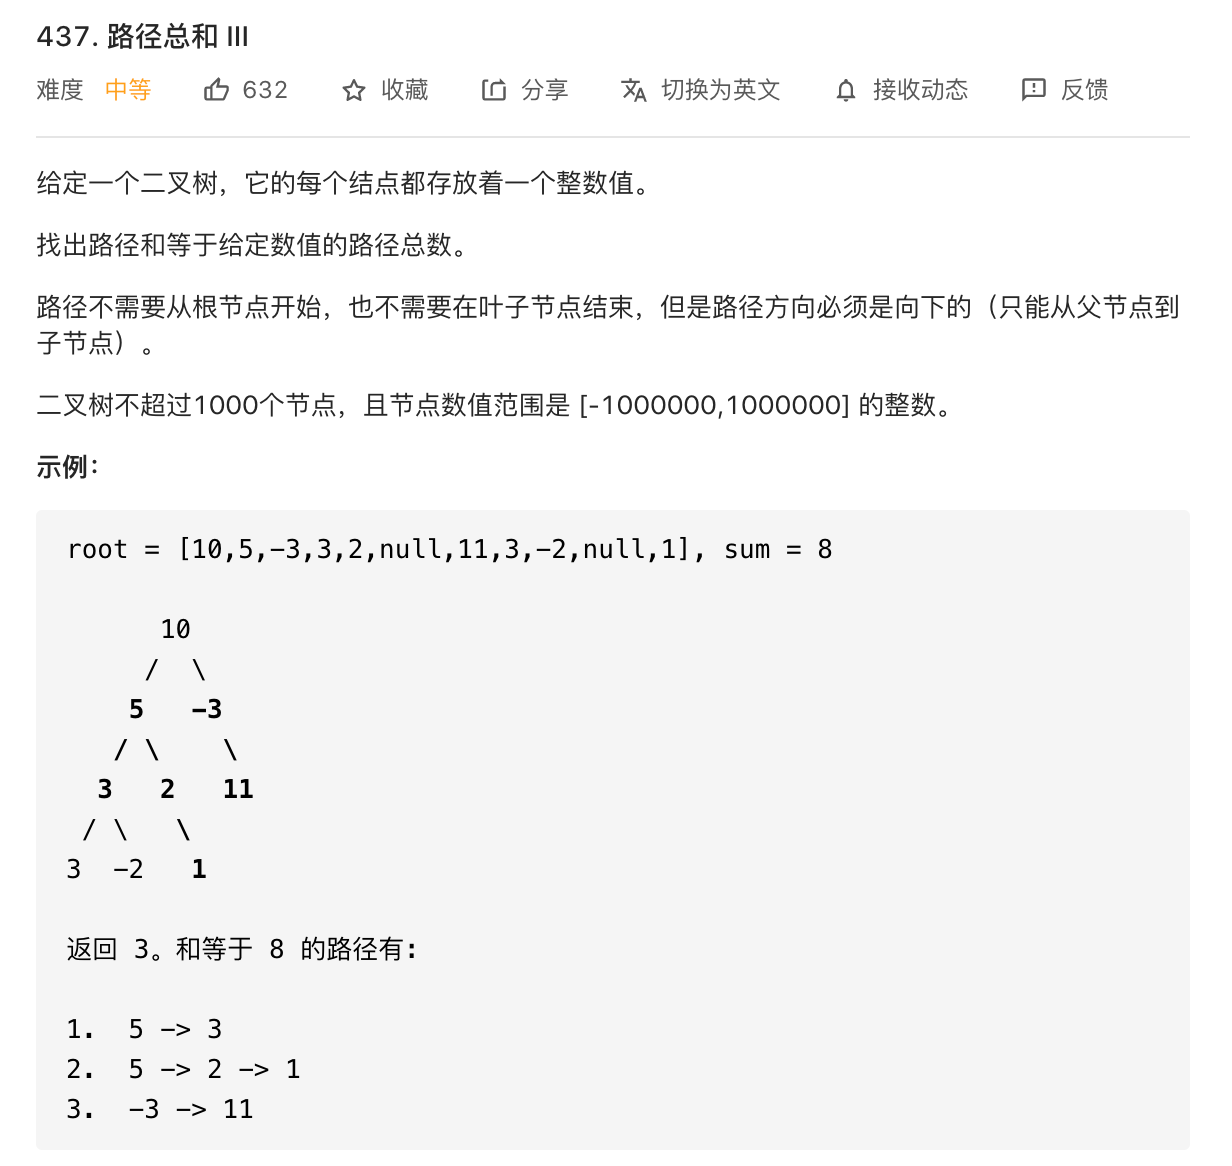 437. 路径总和 III
难度 中等 632 收藏 分享 切换为英文 接收动态 反馈
给定一个二叉树，它的每个结点都存放着一个整数值。
找出路径和等于给定数值的路径总数。
路径不需要从根节点开始，也不需要在叶子节点结束，但是路径方向必须是向下的（只能从父节点到
子节点）。
二叉树不超过1000个节点，且节点数值范围是 [-1000000,1000000] 的整数。
示例：
root = [10,5,-3,3,2,null,11,3,-2,null,1], sum = 8
10
/ \
5 -3
/ \ \
3 2 11
/ \ \
3 -2 1
返回 3。和等于 8 的路径有:
1. 5 -> 3
2. 5 -> 2 -> 1
3. -3 -> 11